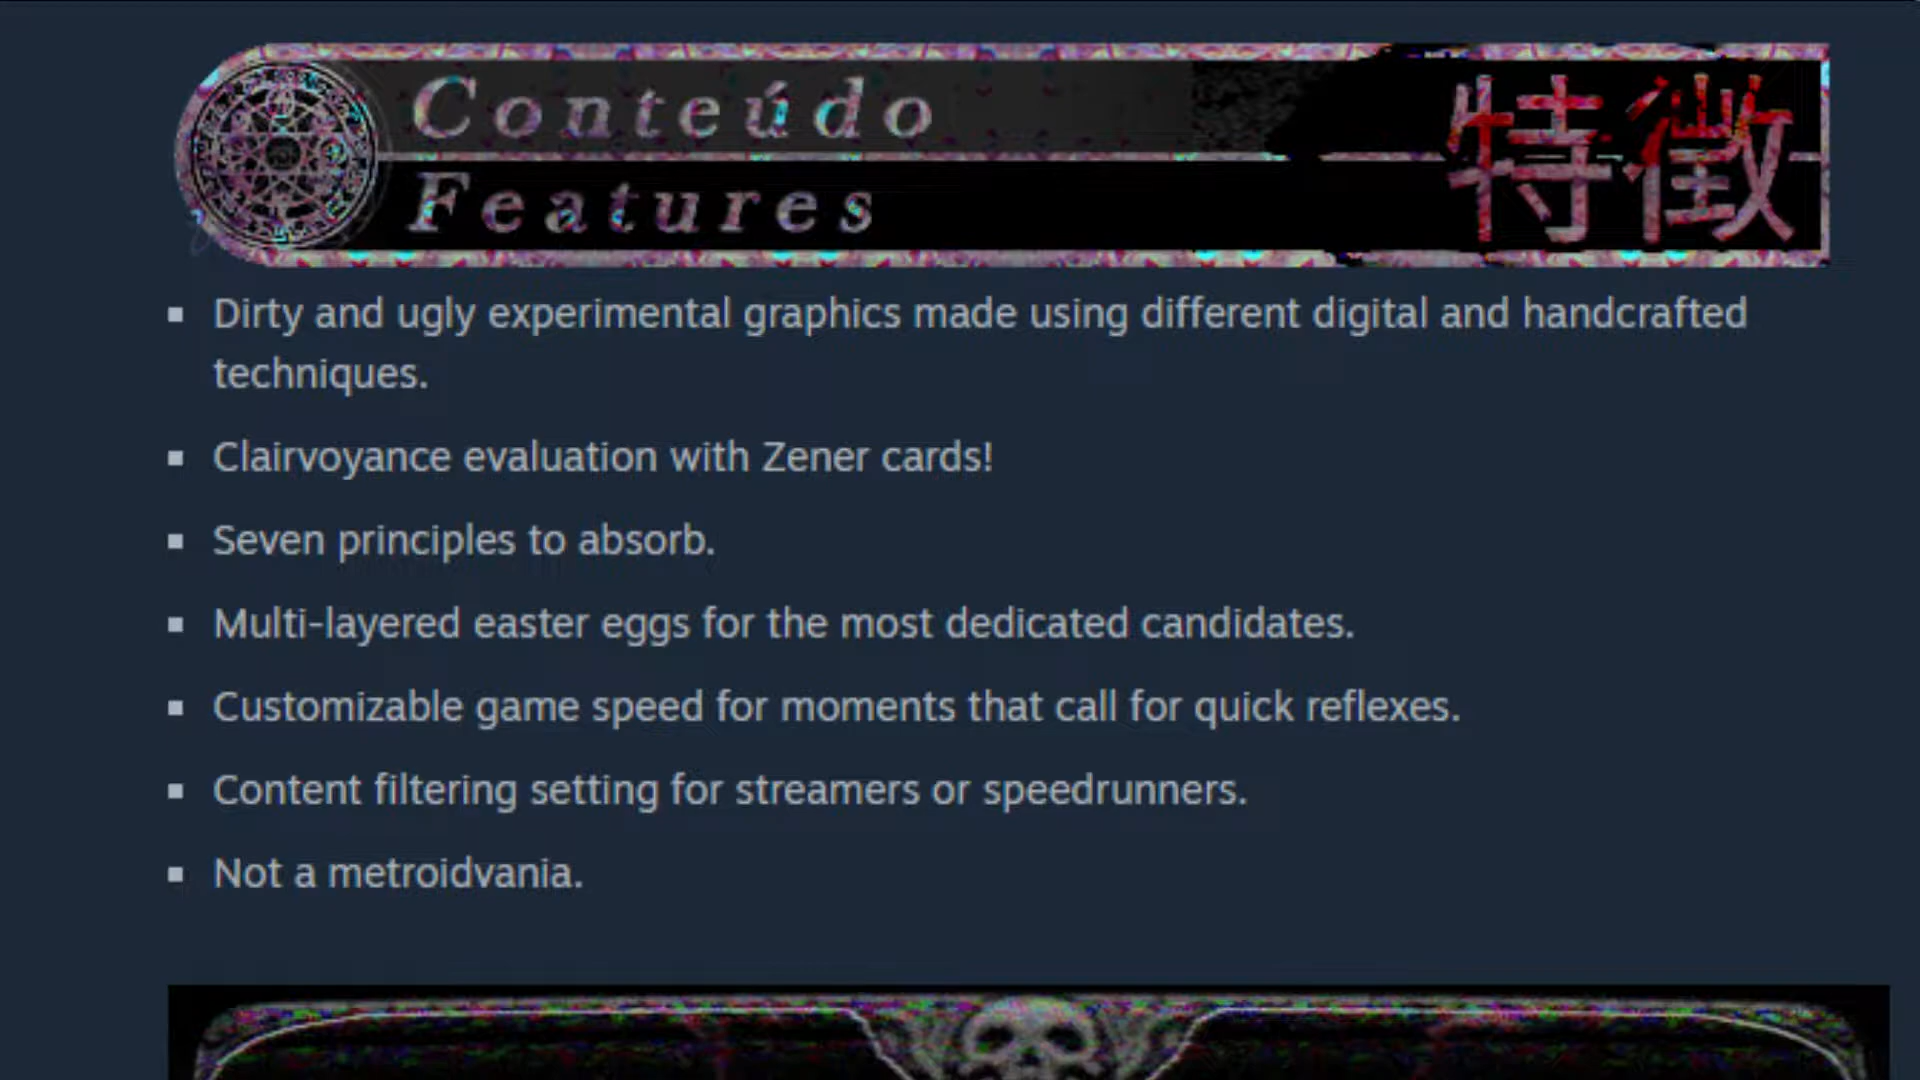 Conteúdo
Features
特徴
Dirty and ugly experimental graphics made using different digital and handcrafted
techniques.
Clairvoyance evaluation with Zener cards!
Seven principles to absorb.
Multi-layered easter eggs for the most dedicated candidates.
Customizable game speed for moments that call for quick reflexes.
Content filtering setting for streamers or speedrunners.
Not a metroidvania.